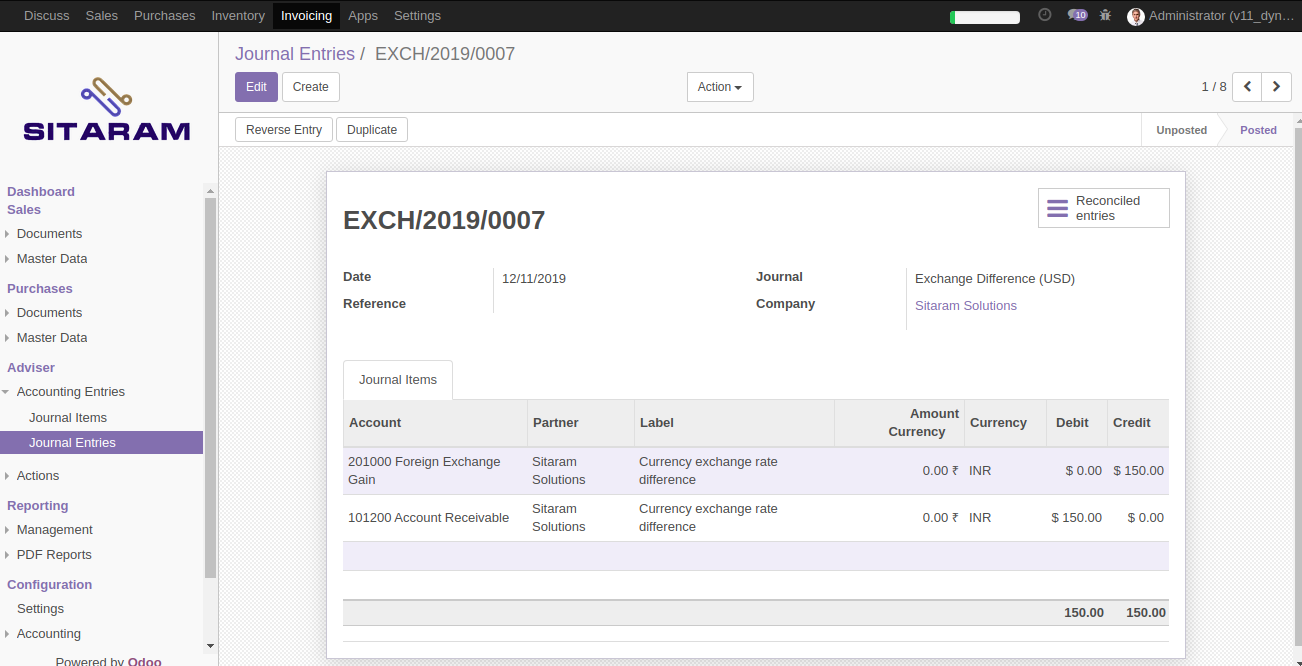 Discuss Sales Purchases Inventory Invoicing Apps Settings 10 Administrator (v11_dyn...
SITARAM
Journal Entries / EXCH/2019/0007
Edit Create Action 1 / 8
Reverse Entry Duplicate Unposted Posted
Dashboard
Sales
Documents
Master Data
Purchases
Documents
Master Data
Adviser
Accounting Entries
Journal Items
Journal Entries
Actions
Reporting
Management
PDF Reports
Configuration
Settings
Accounting
Powered by Odoo
Reconciled
entries
EXCH/2019/0007
Date 12/11/2019 Journal Exchange Difference (USD)
Reference Company Sitaram Solutions
Journal Items
Account Partner Label Amount Currency Currency Debit Credit
201000 Foreign Exchange Sitaram Currency exchange rate 0.00 ₹ INR $ 0.00 $ 150.00
Gain Solutions difference
101200 Account Receivable Sitaram Currency exchange rate 0.00 ₹ INR $ 150.00 $ 0.00
Solutions difference
150.00 150.00